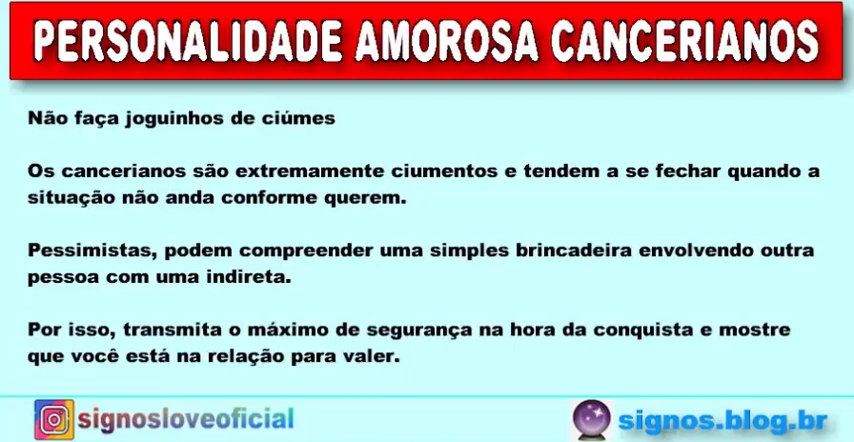 PERSONALIDADE AMOROSA CANCERIANOS
Não faça joguinhos de ciúmes
Os cancerianos são extremamente ciumentos e tendem a se fechar quando a
situação não anda conforme querem.
Pessimistas, podem compreender uma simples brincadeira envolvendo outra
pessoa com uma indireta.
Por isso, transmita o máximo de segurança na hora da conquista e mostre
que você está na relação para valer.
signosloveoficial
signos.blog.br